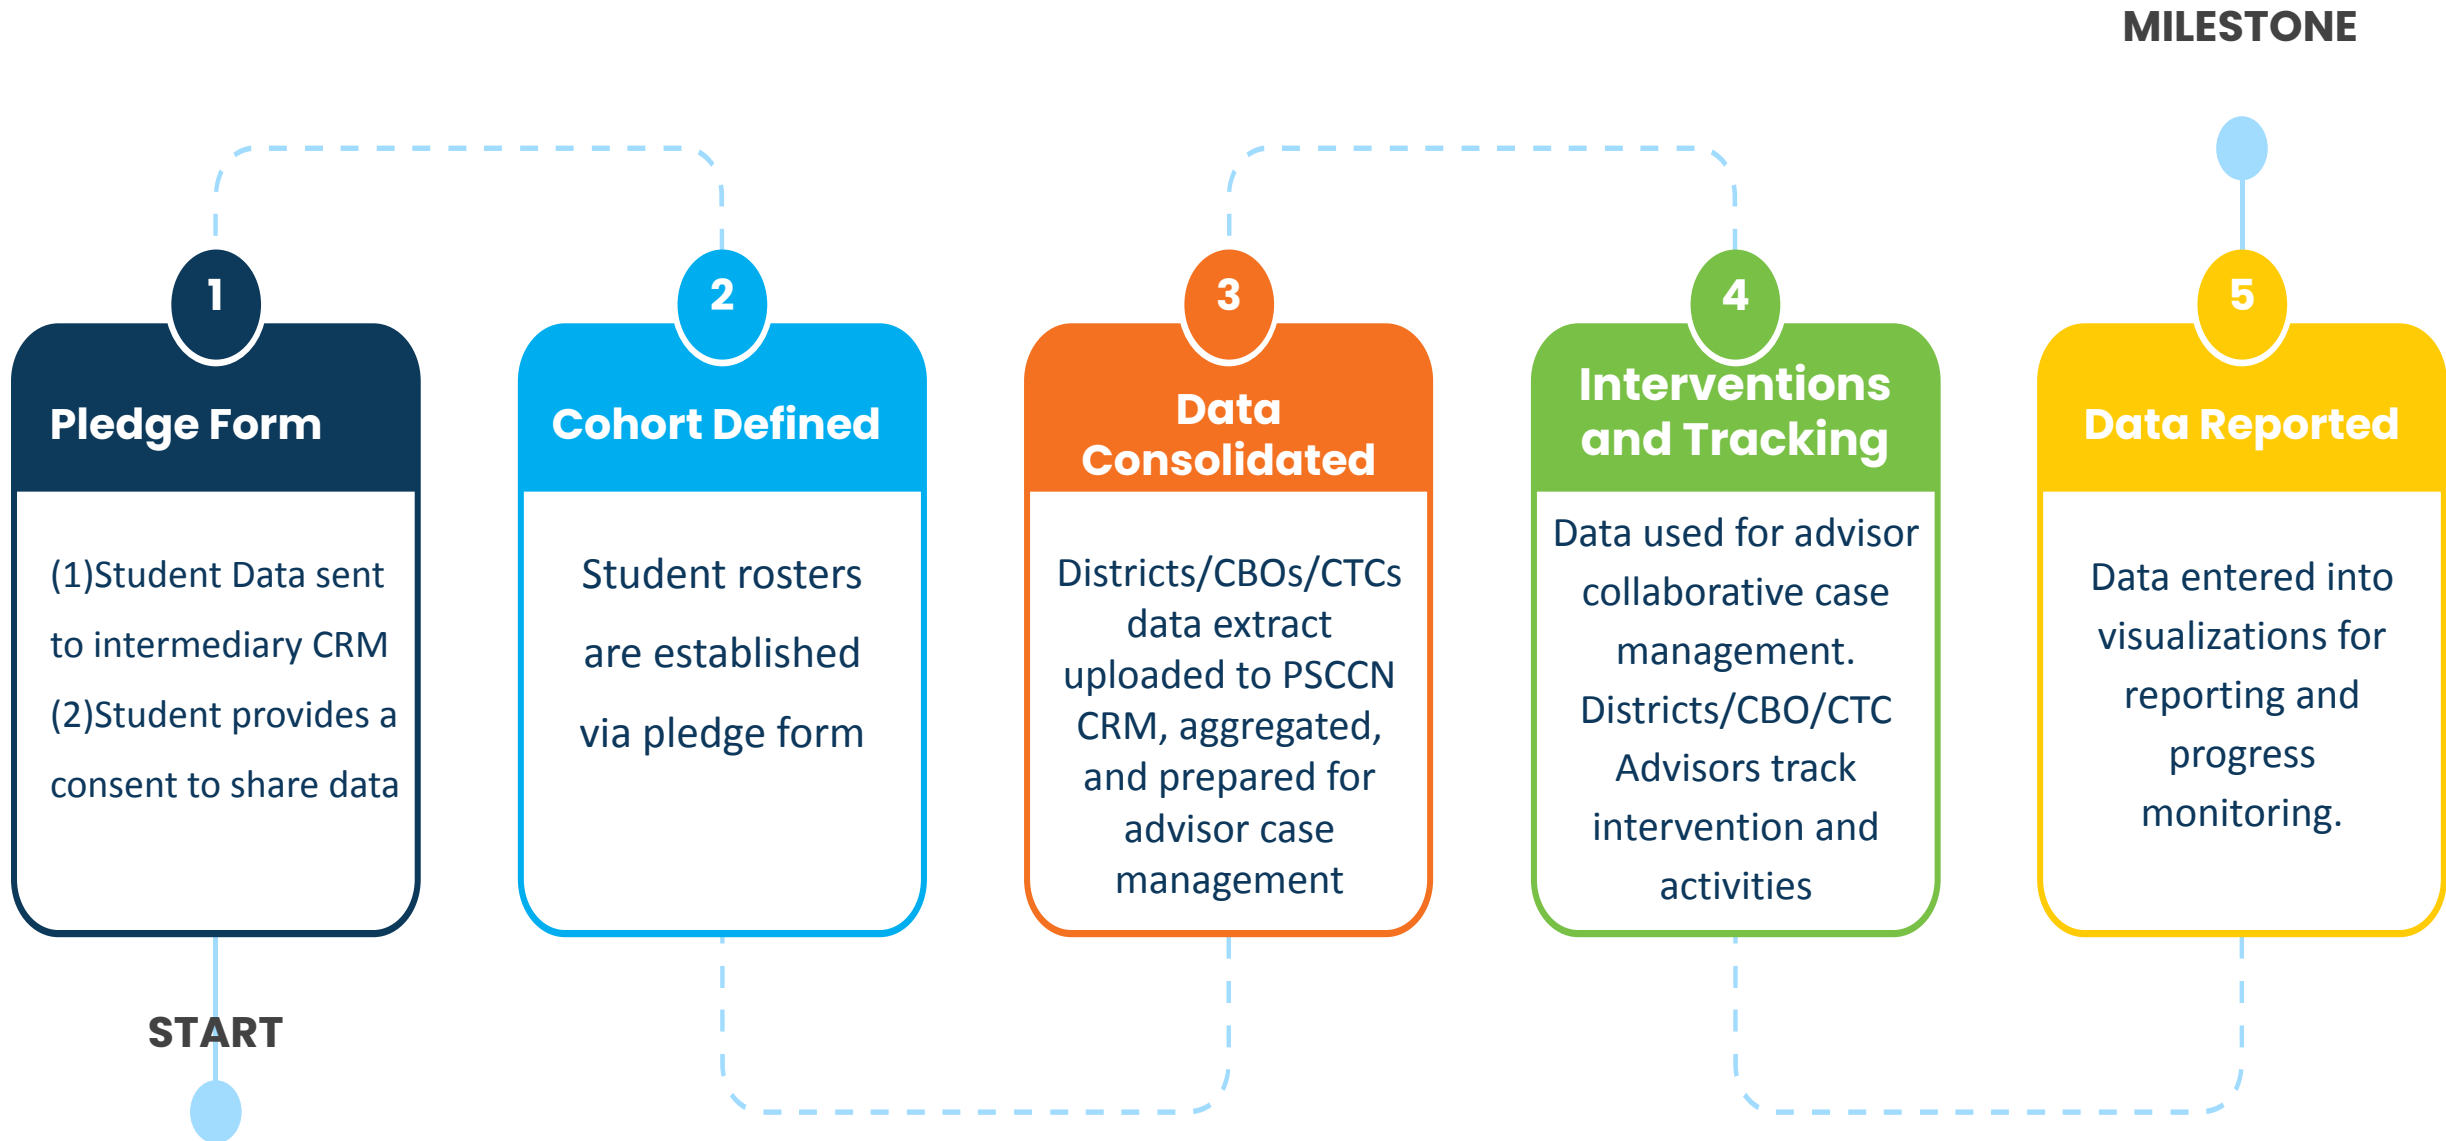 MILESTONE
1
Pledge Form
(1)Student Data sent
to intermediary CRM
(2)Student provides a
consent to share data
START
2
Cohort Defined
Student rosters
are established
via pledge form
3
Data
Consolidated
Districts/CBOs/CTCs
data extract
uploaded to PSCCN
CRM, aggregated,
and prepared for
advisor case
management
4
Interventions
and Tracking
Data used for advisor
collaborative case
management.
Districts/CBO/CTC
Advisors track
intervention and
activities
5
Data Reported
Data entered into
visualizations for
reporting and
progress
monitoring.